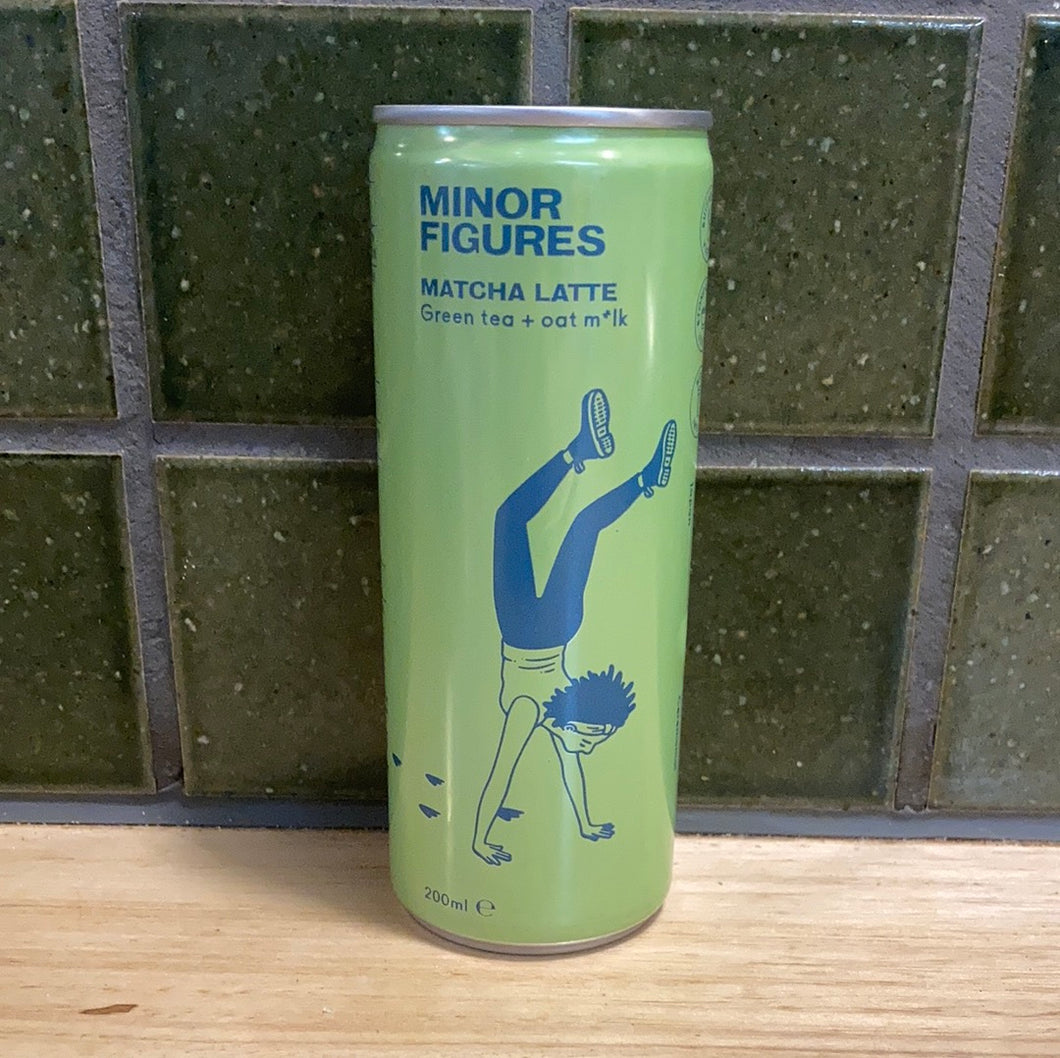 MINOR
FIGURES
MATCHA LATTE
Green tea + oat m*lk
200ml ℮